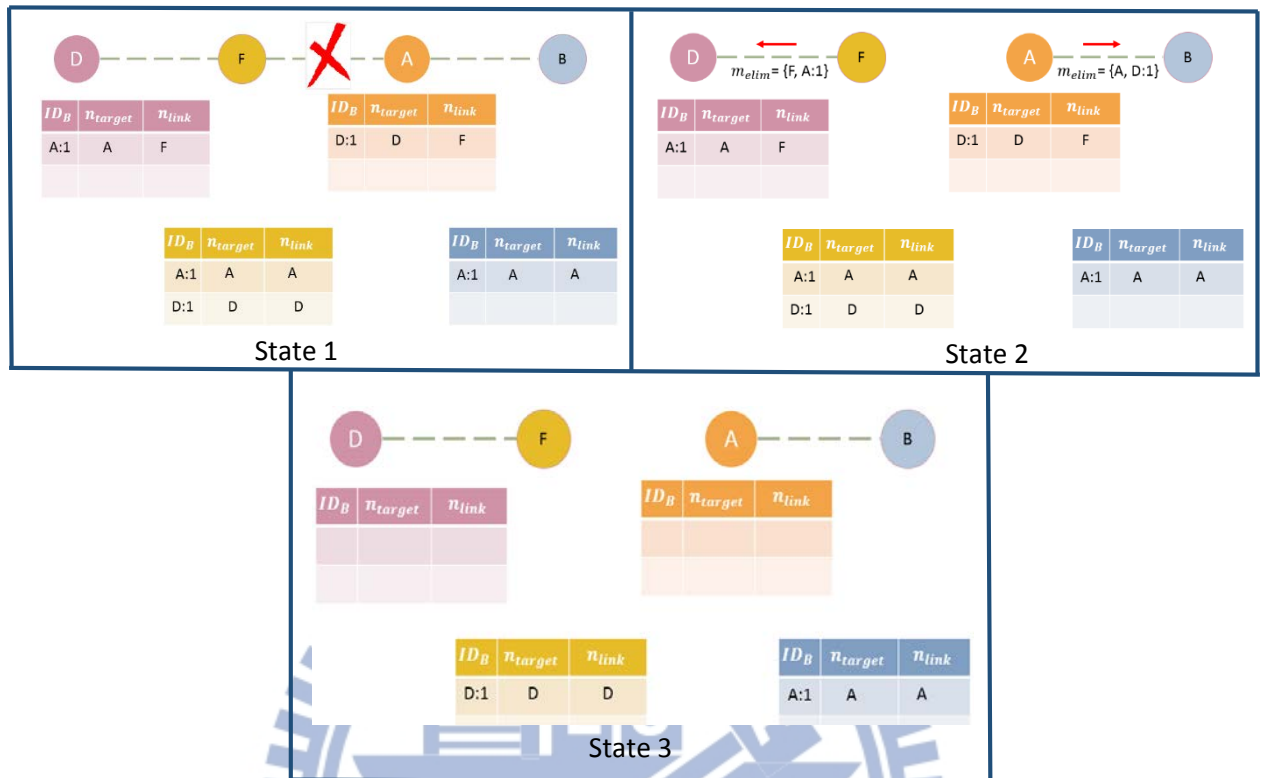 D F A B
ID_B n_target n_link
A:1 A F
ID_B n_target n_link
D:1 D F
ID_B n_target n_link
A:1 A A
D:1 D D
ID_B n_target n_link
A:1 A A
State 1
D F A B
m_elim= {F, A:1} m_elim= {A, D:1}
ID_B n_target n_link
A:1 A F
ID_B n_target n_link
D:1 D F
ID_B n_target n_link
A:1 A A
D:1 D D
ID_B n_target n_link
A:1 A A
State 2
D F A B
ID_B n_target n_link
ID_B n_target n_link
ID_B n_target n_link
D:1 D D
ID_B n_target n_link
A:1 A A
State 3